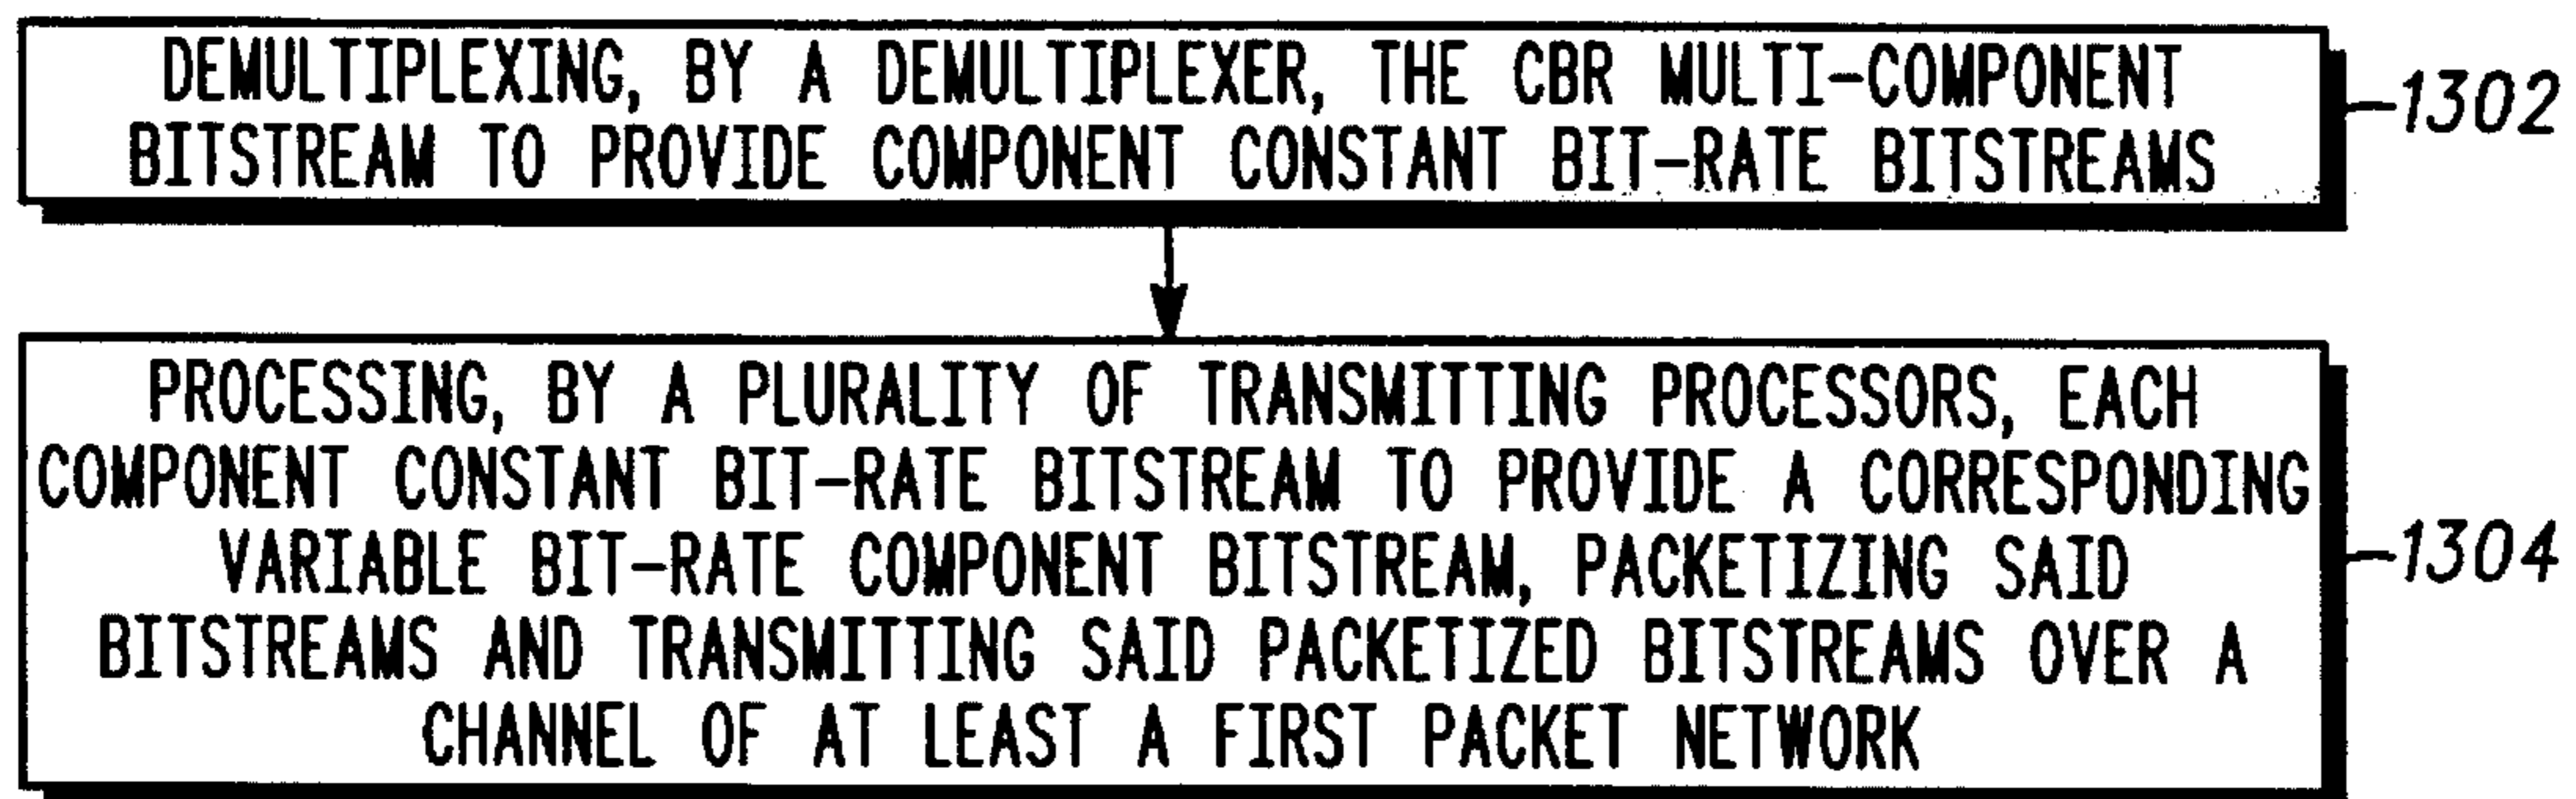 DEMULTIPLEXING, BY A DEMULTIPLEXER, THE CBR MULTI-COMPONENT
BITSTREAM TO PROVIDE COMPONENT CONSTANT BIT-RATE BITSTREAMS
1302
PROCESSING, BY A PLURALITY OF TRANSMITTING PROCESSORS, EACH
COMPONENT CONSTANT BIT-RATE BITSTREAM TO PROVIDE A CORRESPONDING
VARIABLE BIT-RATE COMPONENT BITSTREAM, PACKETIZING SAID
BITSTREAMS AND TRANSMITTING SAID PACKETIZED BITSTREAMS OVER A
CHANNEL OF AT LEAST A FIRST PACKET NETWORK
1304